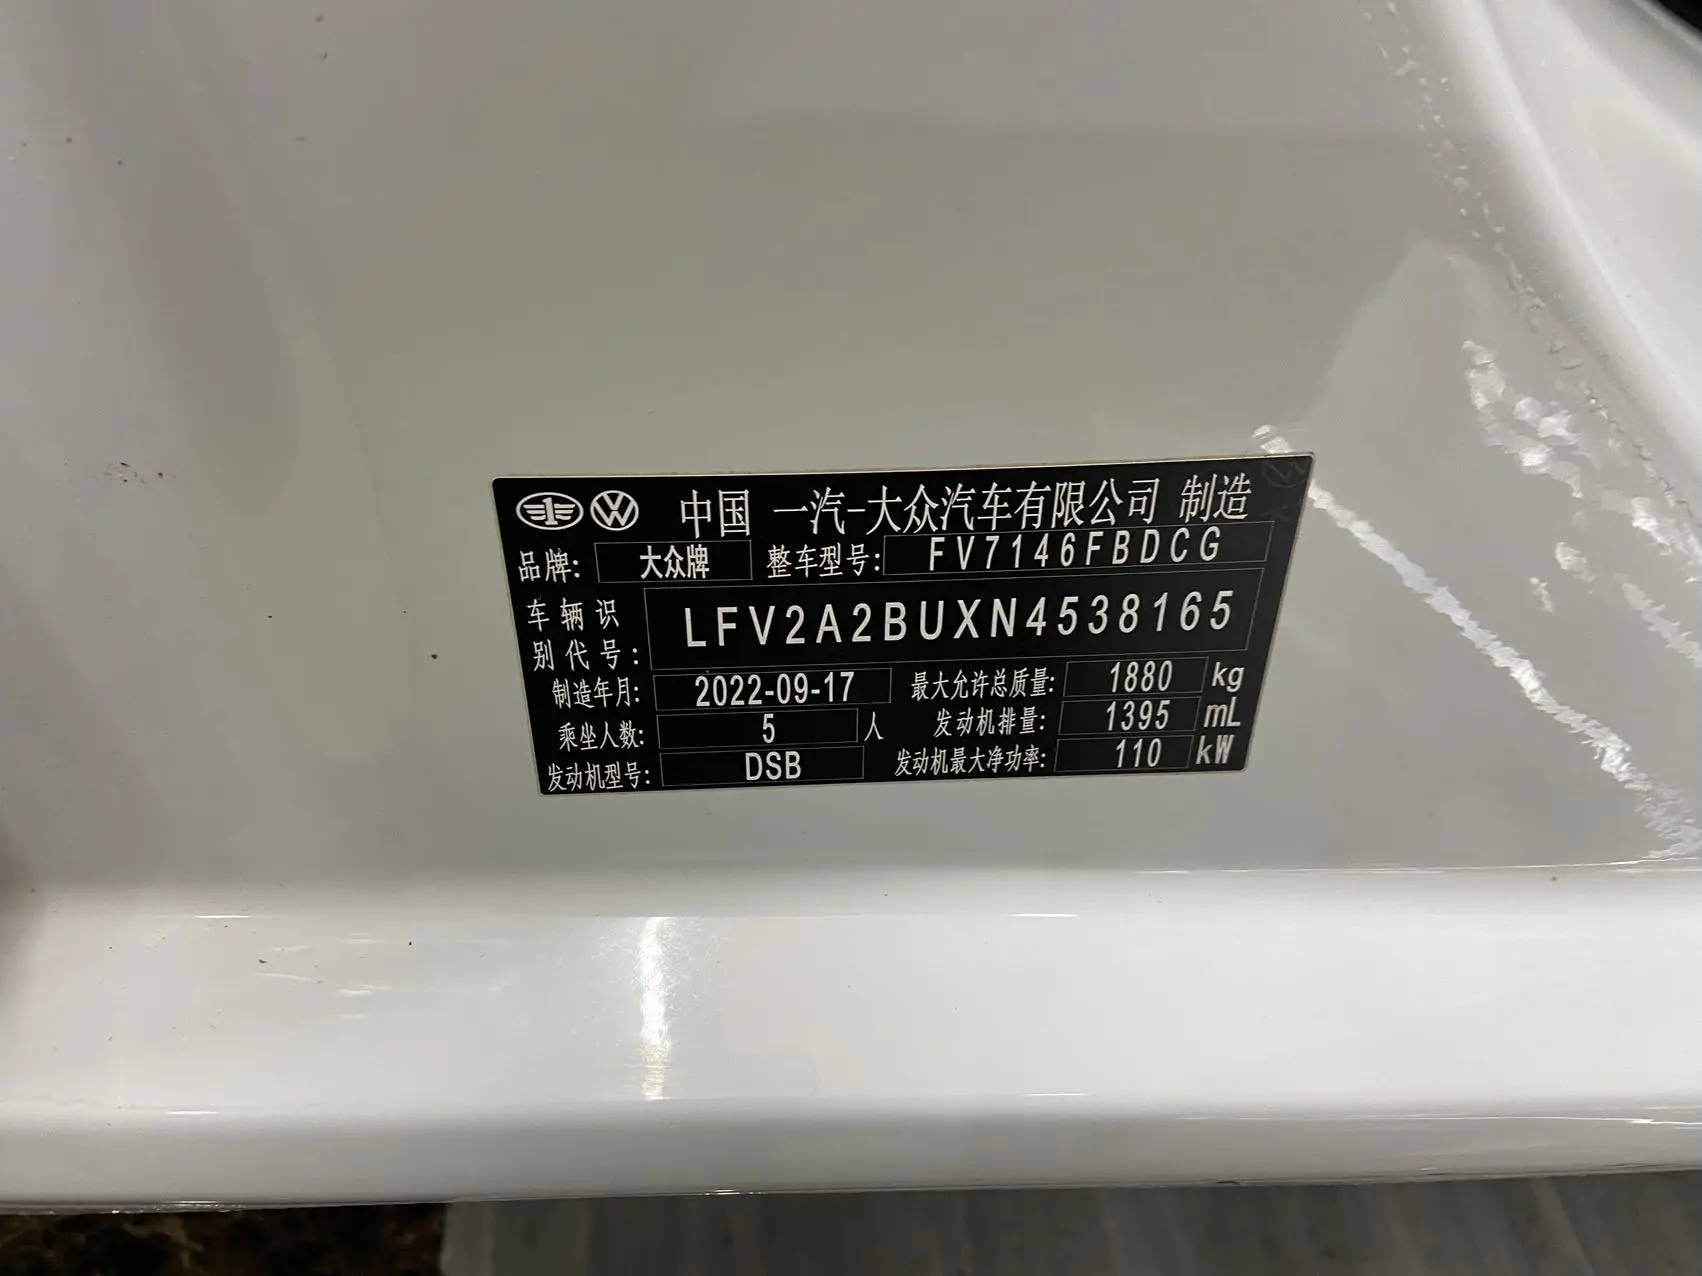 中国 一汽-大众汽车有限公司 制造
品牌: 大众牌 整车型号: FV7146FBDCG
车辆识别代号: LFV2A2BUXN4538165
制造年月: 2022-09-17 最大允许总质量: 1880 kg
乘坐人数: 5 人 发动机排量: 1395 mL
发动机型号: DSB 发动机最大净功率: 110 kW